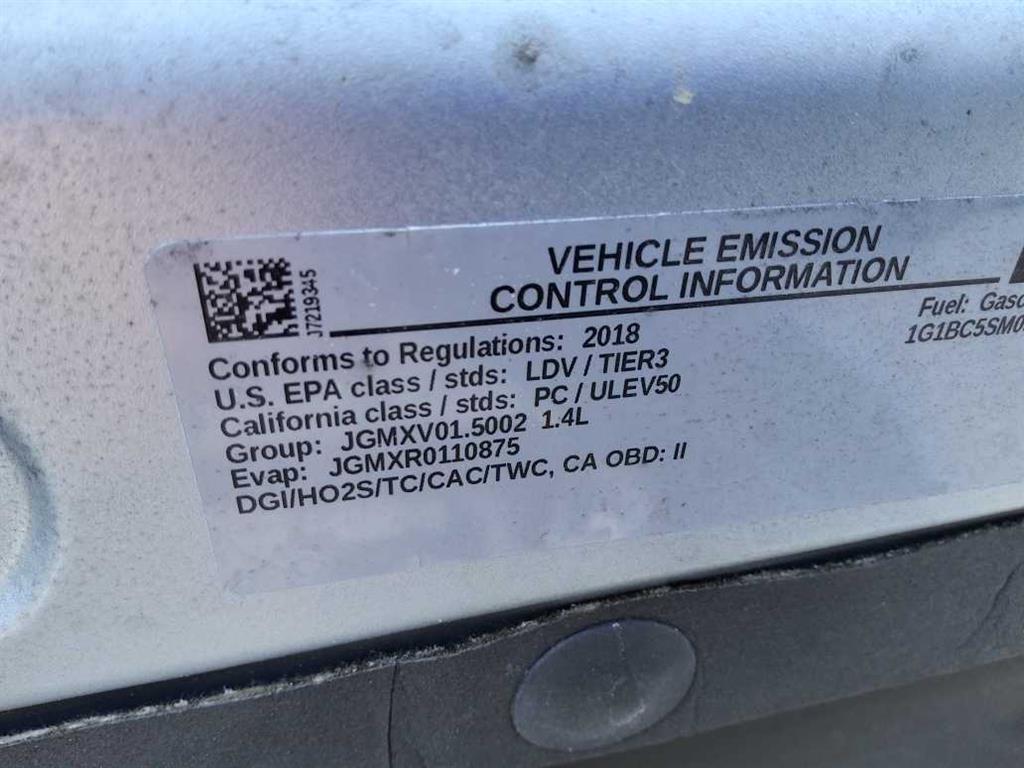 VEHICLE EMISSION
CONTROL INFORMATION
J7219345
Conforms to Regulations: 2018
U.S. EPA class / stds: LDV / TIER3
California class / stds: PC / ULEV50
Group: JGMXV01.5002 1.4L
Evap: JGMXR0110875
DGI/HO2S/TC/CAC/TWC, CA OBD: II
Fuel: Gaso
1G1BC5SM0